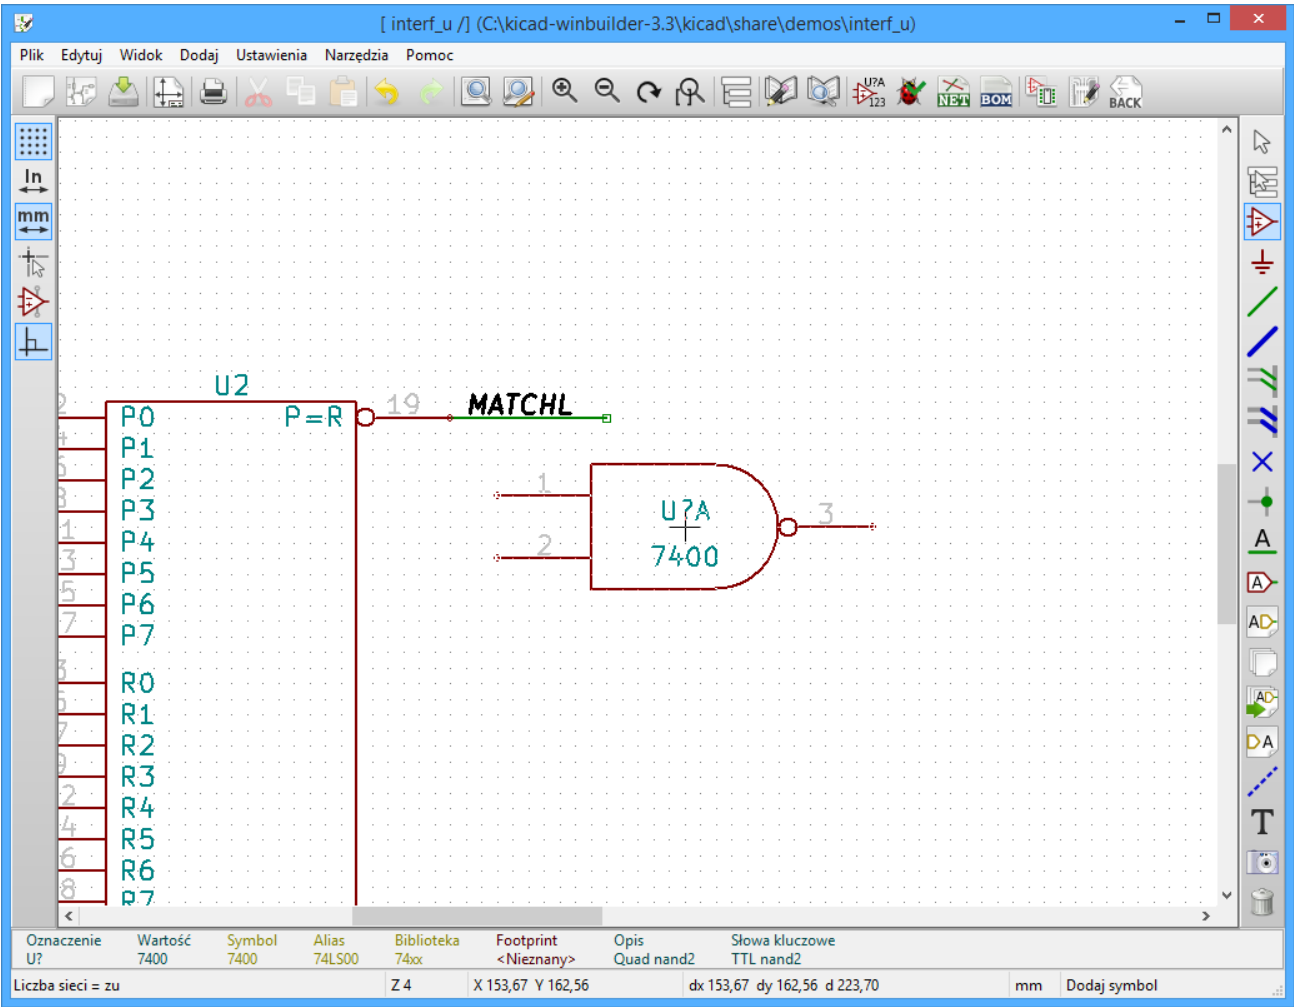 [ interf_u /] (C:\kicad-winbuilder-3.3\kicad\share\demos\interf_u)
Plik Edytuj Widok Dodaj Ustawienia Narzędzia Pomoc
U?A
123
NET
BOM
BACK
In
mm
U2
19
MATCHL
P0
P=R
P1
P2
P3
P4
P5
P6
P7
R0
R1
R2
R3
R4
R5
R6
R7
1
2
U?A
7400
3
A
A
AD
AD
DA
T
Oznaczenie Wartość Symbol Alias Biblioteka Footprint Opis Słowa kluczowe
U? 7400 7400 74LS00 74xx <Nieznany> Quad nand2 TTL nand2
Liczba sieci = zu Z 4 X 153,67 Y 162,56 dx 153,67 dy 162,56 d 223,70 mm Dodaj symbol